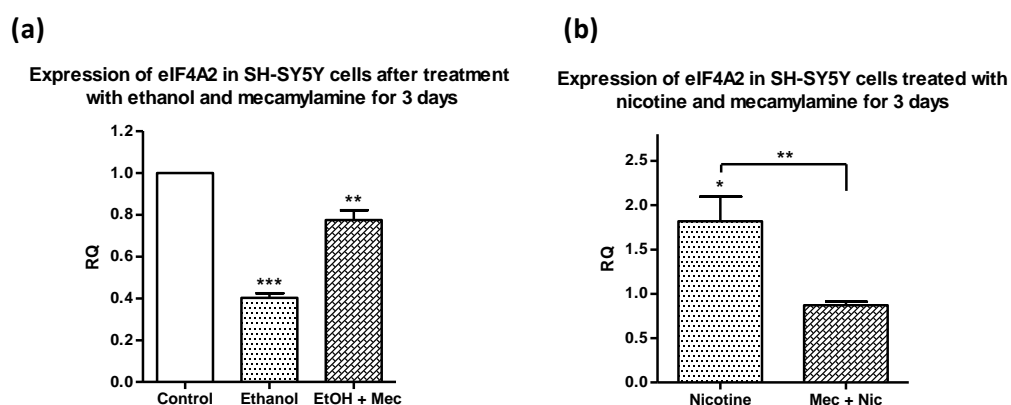 (a)
Expression of eIF4A2 in SH-SY5Y cells after treatment
with ethanol and mecamylamine for 3 days
1.2
1.0
0.8
0.6
0.4
0.2
0.0
RQ
**
***
Control Ethanol EtOH + Mec
(b)
Expression of eIF4A2 in SH-SY5Y cells treated with
nicotine and mecamylamine for 3 days
2.5
2.0
1.5
1.0
0.5
0.0
RQ
**
*
Nicotine Mec + Nic